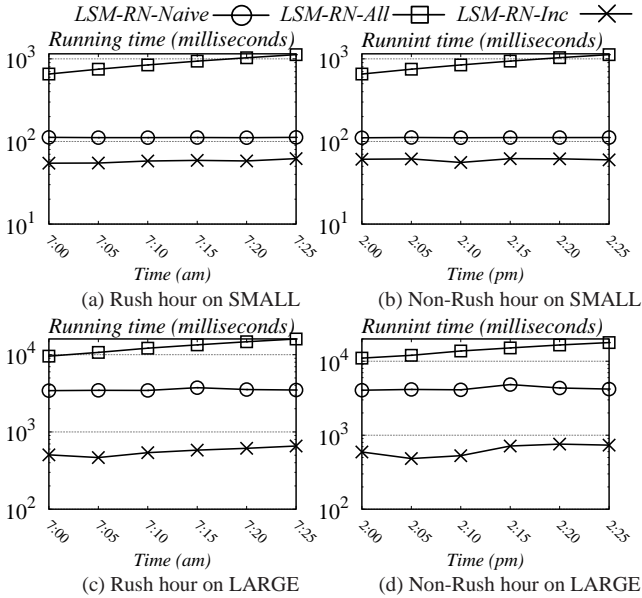 LSM-RN-Naive LSM-RN-All LSM-RN-Inc
Running time (milliseconds) Runnint time (milliseconds)
10^3 10^3
10^2 10^2
10^1 10^1
7:00 7:05 7:10 7:15 7:20 7:25 2:00 2:05 2:10 2:15 2:20 2:25
Time (am) Time (pm)
(a) Rush hour on SMALL (b) Non-Rush hour on SMALL
Running time (milliseconds) Runnint time (milliseconds)
10^4 10^4
10^3 10^3
10^2 10^2
7:00 7:05 7:10 7:15 7:20 7:25 2:00 2:05 2:10 2:15 2:20 2:25
Time (am) Time (pm)
(c) Rush hour on LARGE (d) Non-Rush hour on LARGE